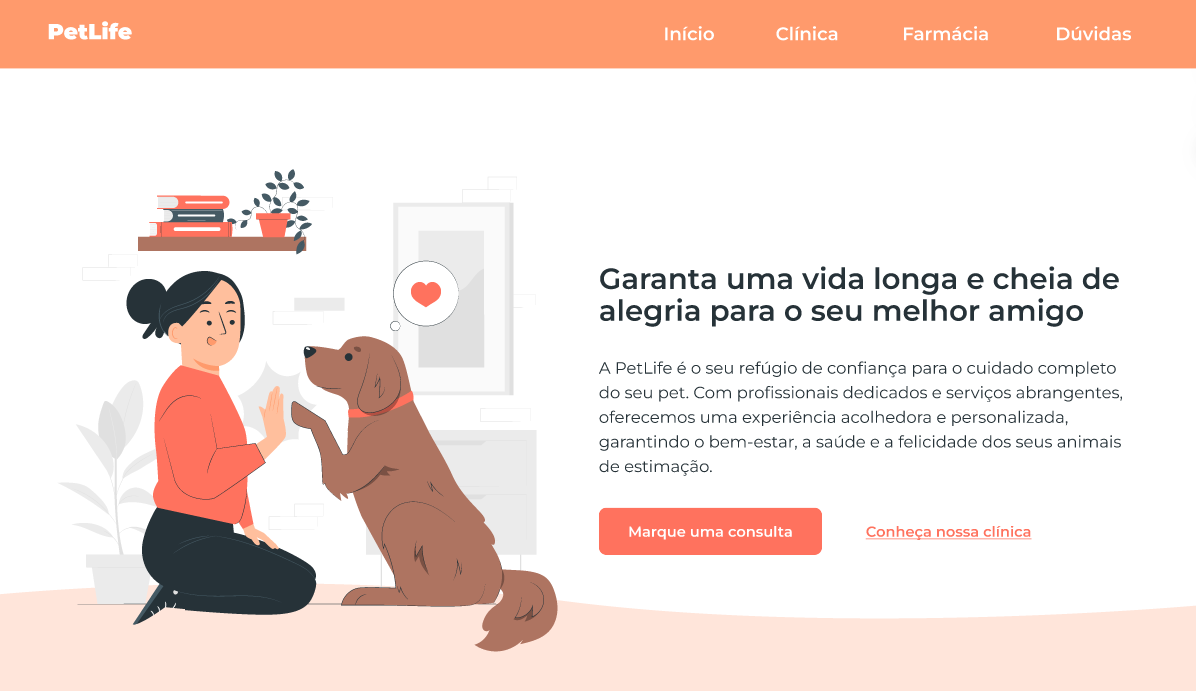 PetLife
Início Clínica Farmácia Dúvidas
Garanta uma vida longa e cheia de
alegria para o seu melhor amigo
A PetLife é o seu refúgio de confiança para o cuidado completo
do seu pet. Com profissionais dedicados e serviços abrangentes,
oferecemos uma experiência acolhedora e personalizada,
garantindo o bem-estar, a saúde e a felicidade dos seus animais
de estimação.
Marque uma consulta
Conheça nossa clínica